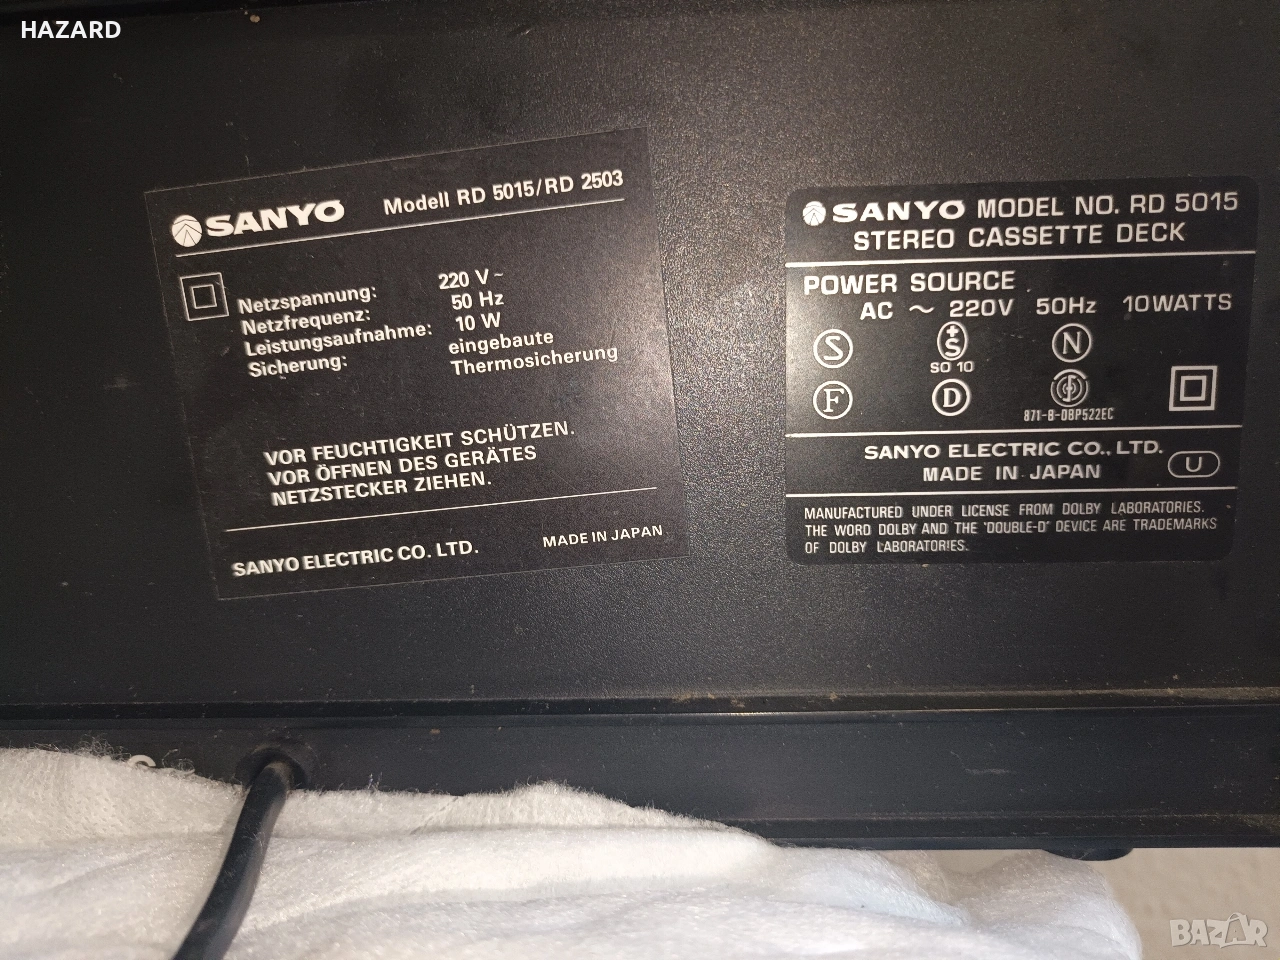 HAZARD
SANYO Modell RD 5015/RD 2503
Netzspannung: 220 V~
Netzfrequenz: 50 Hz
Leistungsaufnahme: 10 W
Sicherung: eingebaute
Thermosicherung
VOR FEUCHTIGKEIT SCHÜTZEN.
VOR ÖFFNEN DES GERÄTES
NETZSTECKER ZIEHEN.
SANYO ELECTRIC CO. LTD. MADE IN JAPAN
SANYO MODEL NO. RD 5015
STEREO CASSETTE DECK
POWER SOURCE
AC ~ 220V 50Hz 10WATTS
S +S N
SO 10
F D
871-B-DBP522EC
SANYO ELECTRIC CO., LTD.
MADE IN JAPAN U
MANUFACTURED UNDER LICENSE FROM DOLBY LABORATORIES.
THE WORD DOLBY AND THE 'DOUBLE-D' DEVICE ARE TRADEMARKS
OF DOLBY LABORATORIES.
BAZAR